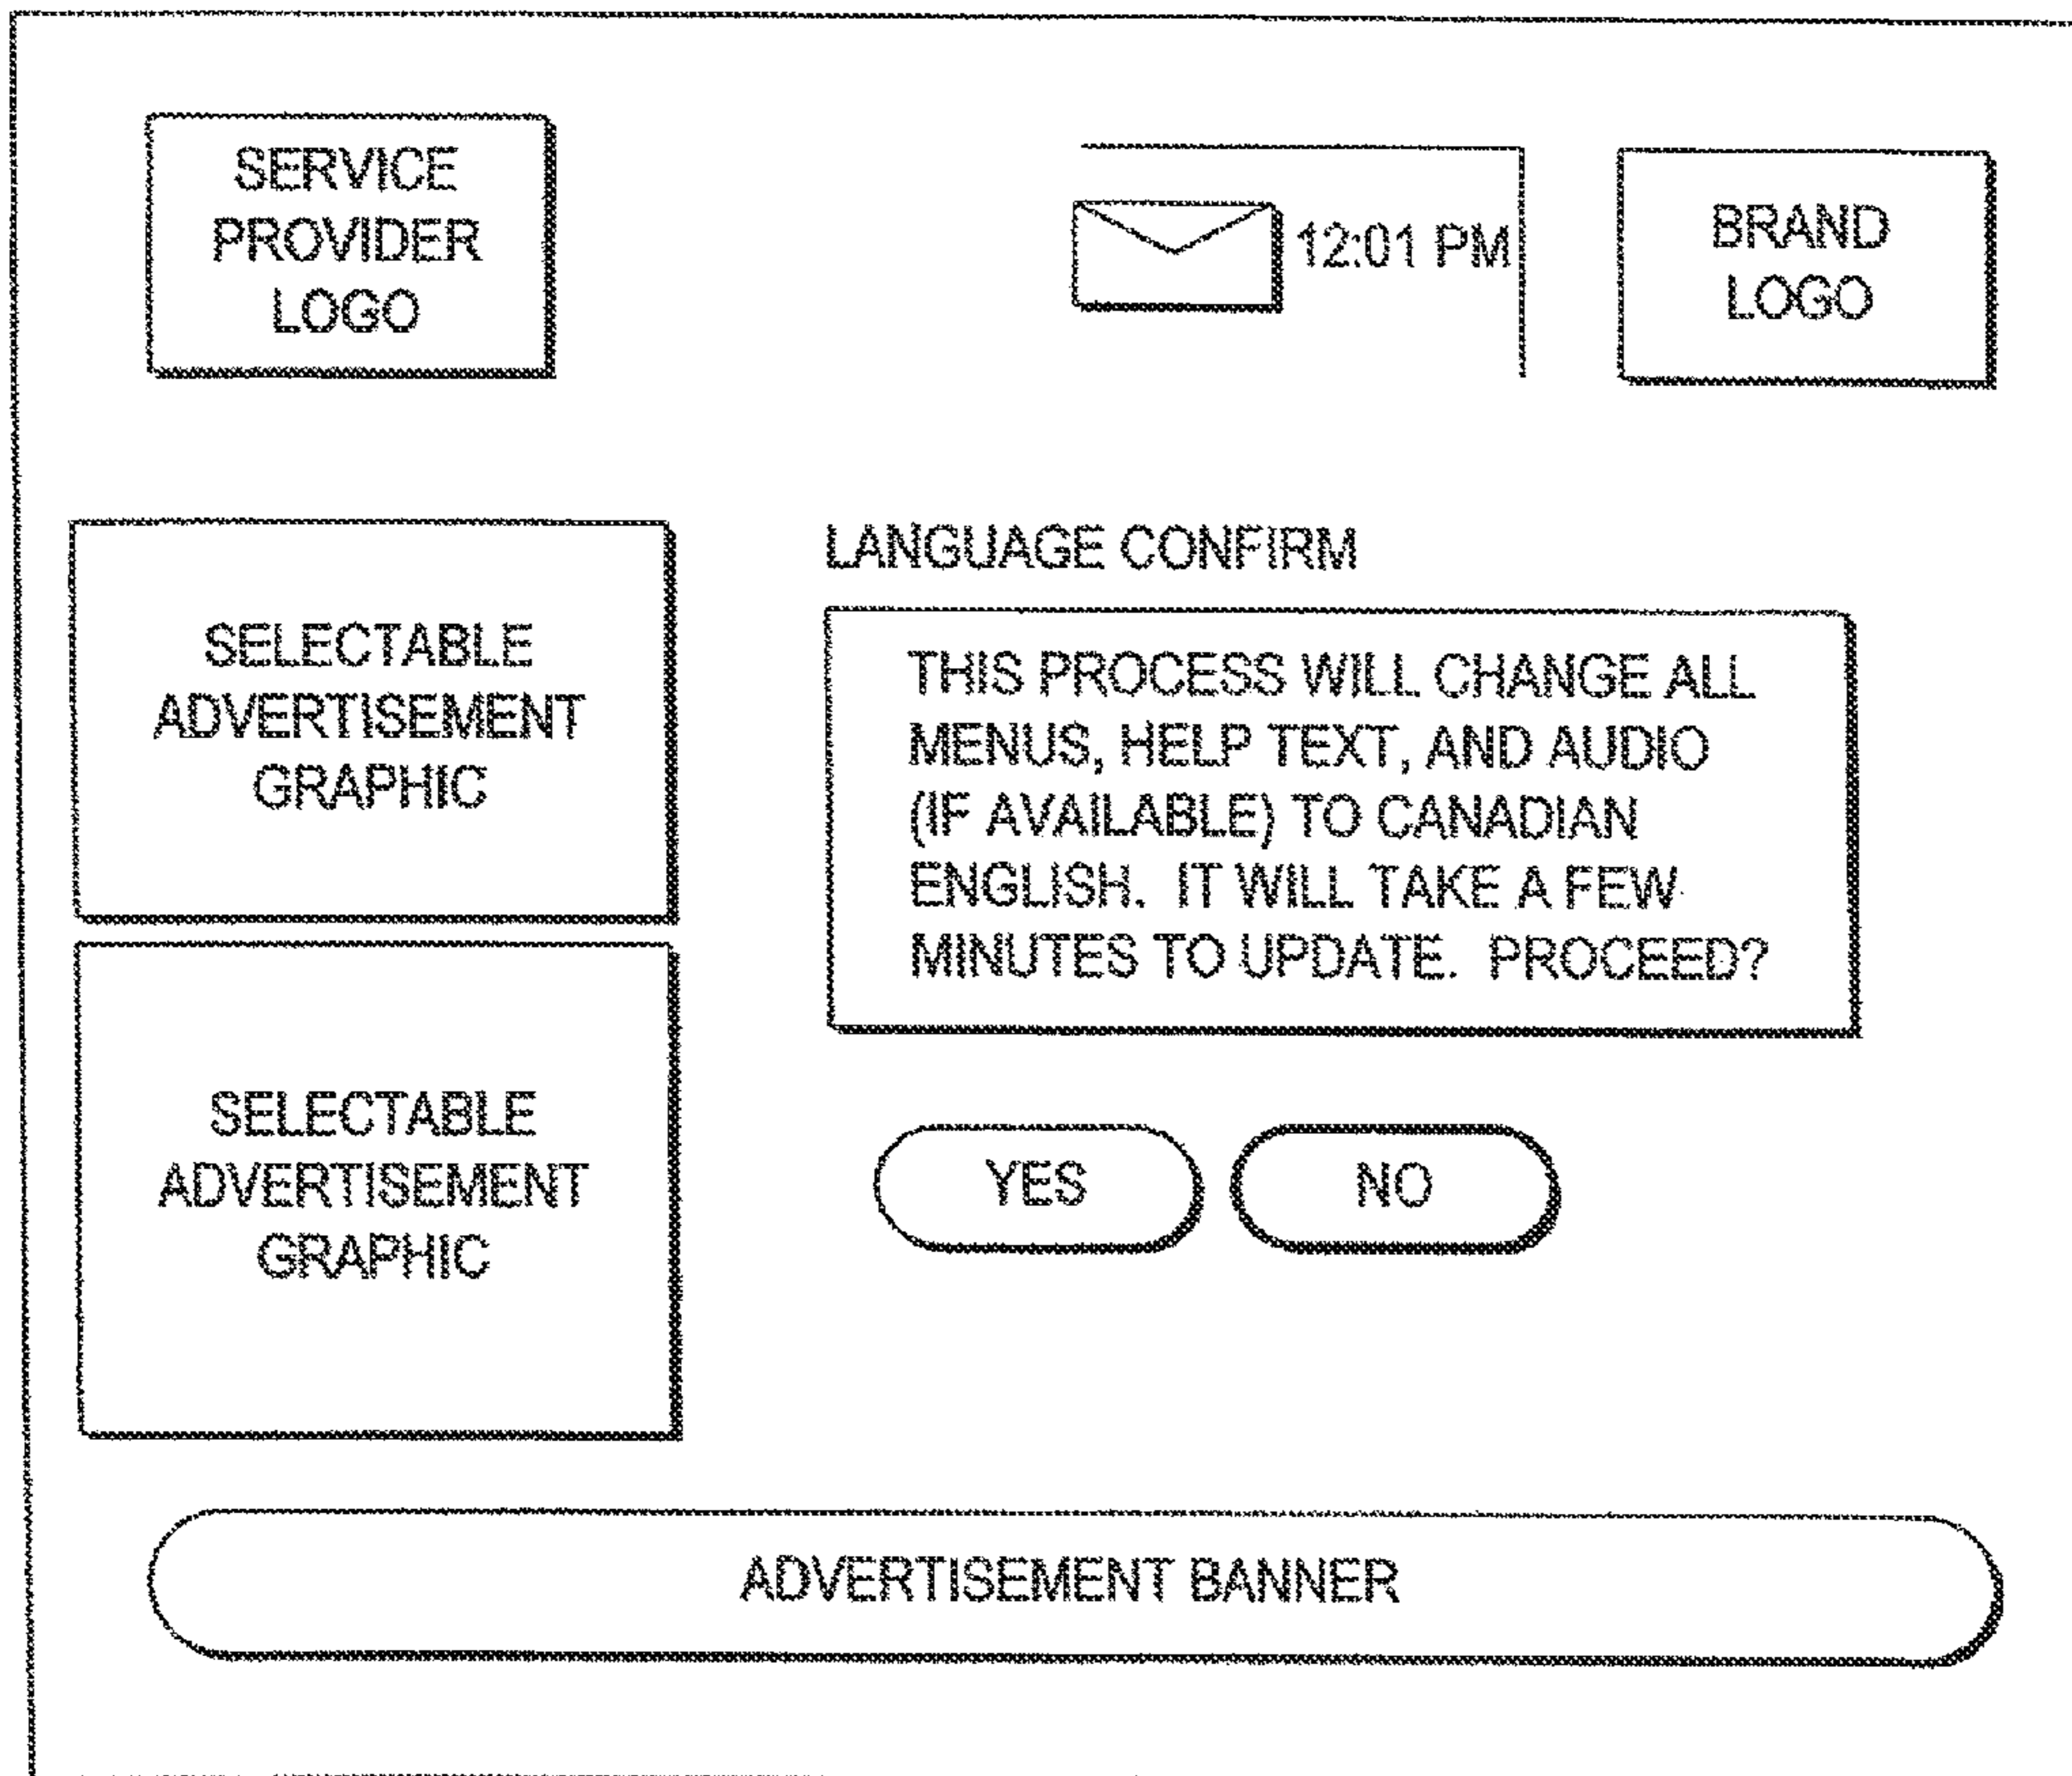 SERVICE
PROVIDER
LOGO
12:01 PM
BRAND
LOGO
SELECTABLE
ADVERTISEMENT
GRAPHIC
LANGUAGE CONFIRM
THIS PROCESS WILL CHANGE ALL
MENUS, HELP TEXT, AND AUDIO
(IF AVAILABLE) TO CANADIAN
ENGLISH. IT WILL TAKE A FEW
MINUTES TO UPDATE. PROCEED?
SELECTABLE
ADVERTISEMENT
GRAPHIC
YES
NO
ADVERTISEMENT BANNER